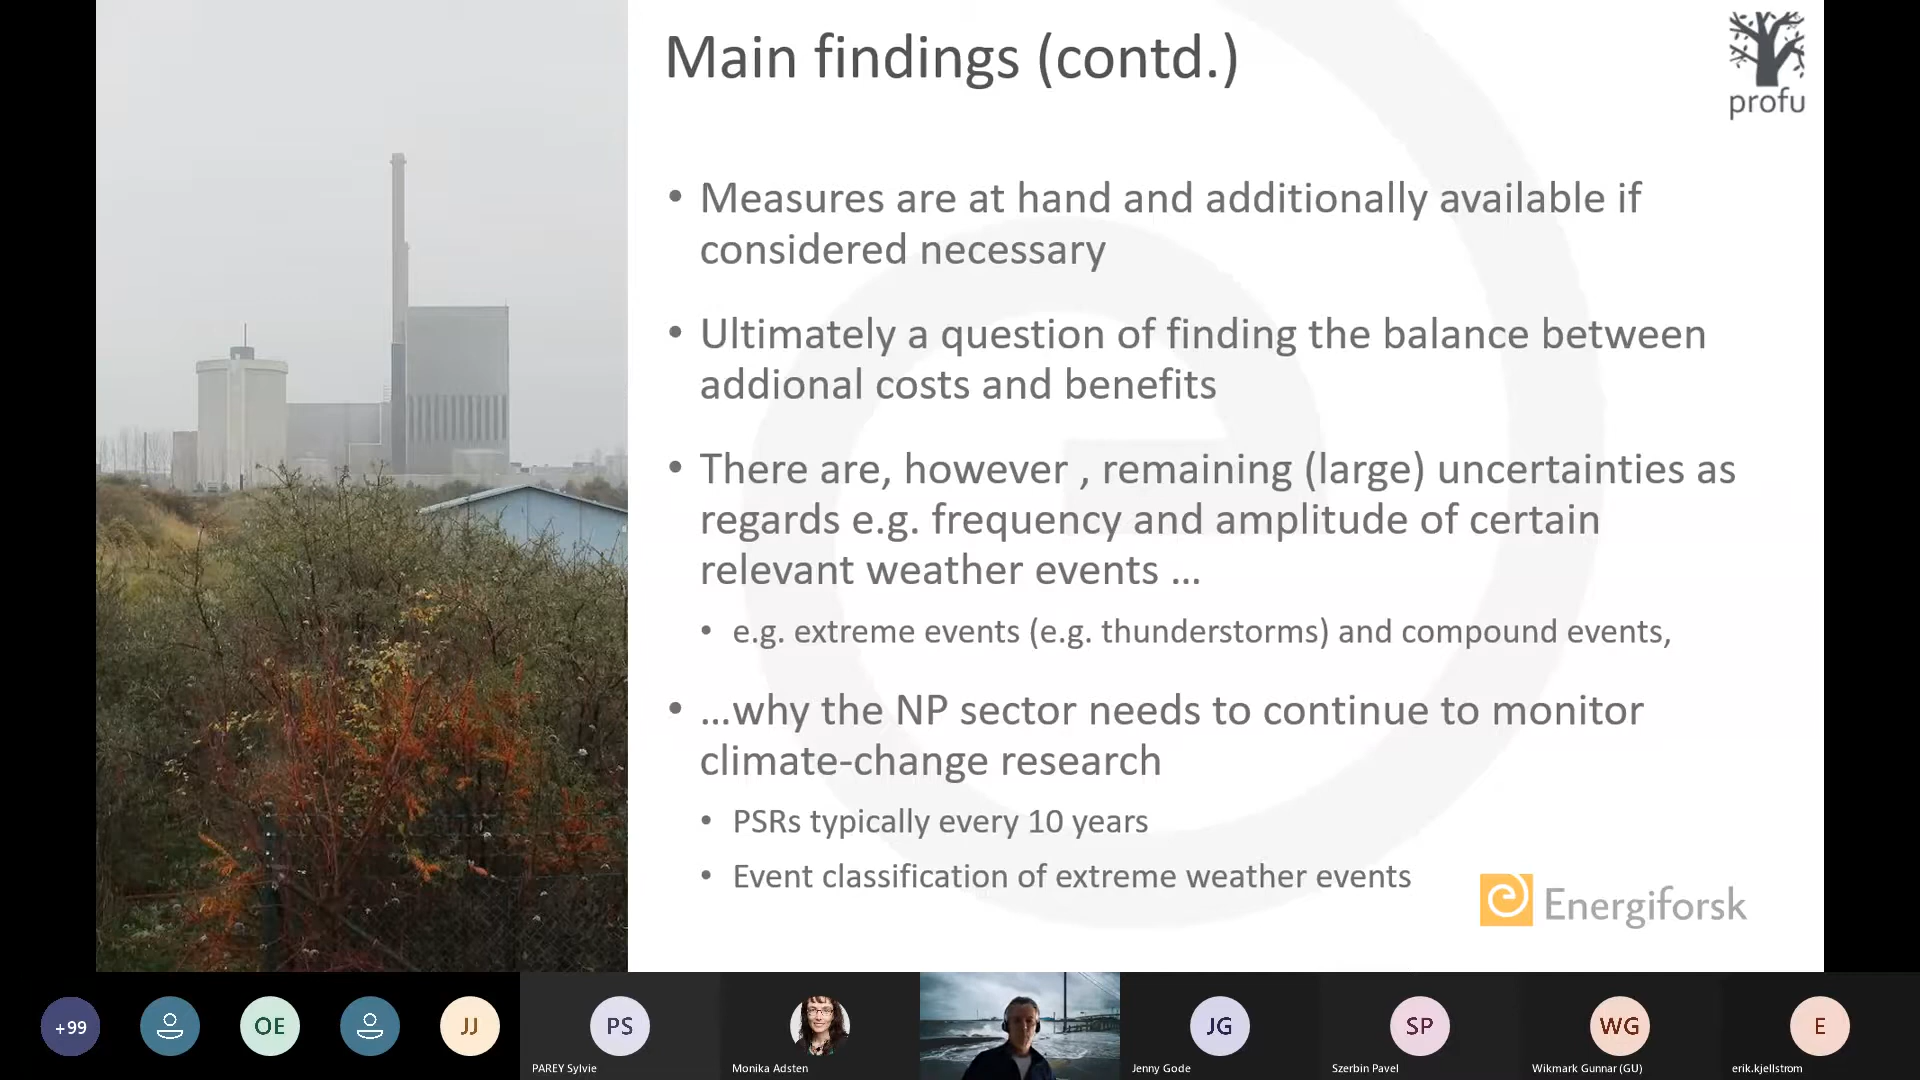 Main findings (contd.)
profu
• Measures are at hand and additionally available if
considered necessary
• Ultimately a question of finding the balance between
addional costs and benefits
• There are, however , remaining (large) uncertainties as
regards e.g. frequency and amplitude of certain
relevant weather events ...
• e.g. extreme events (e.g. thunderstorms) and compound events,
• ...why the NP sector needs to continue to monitor
climate-change research
• PSRs typically every 10 years
• Event classification of extreme weather events
Energiforsk
+99
OE
JJ
PS
JG
SP
WG
E
PAREY Sylvie
Monika Adsten
Jenny Gode
Szerbin Pavel
Wikmark Gunnar (GU)
erik.kjellstrom